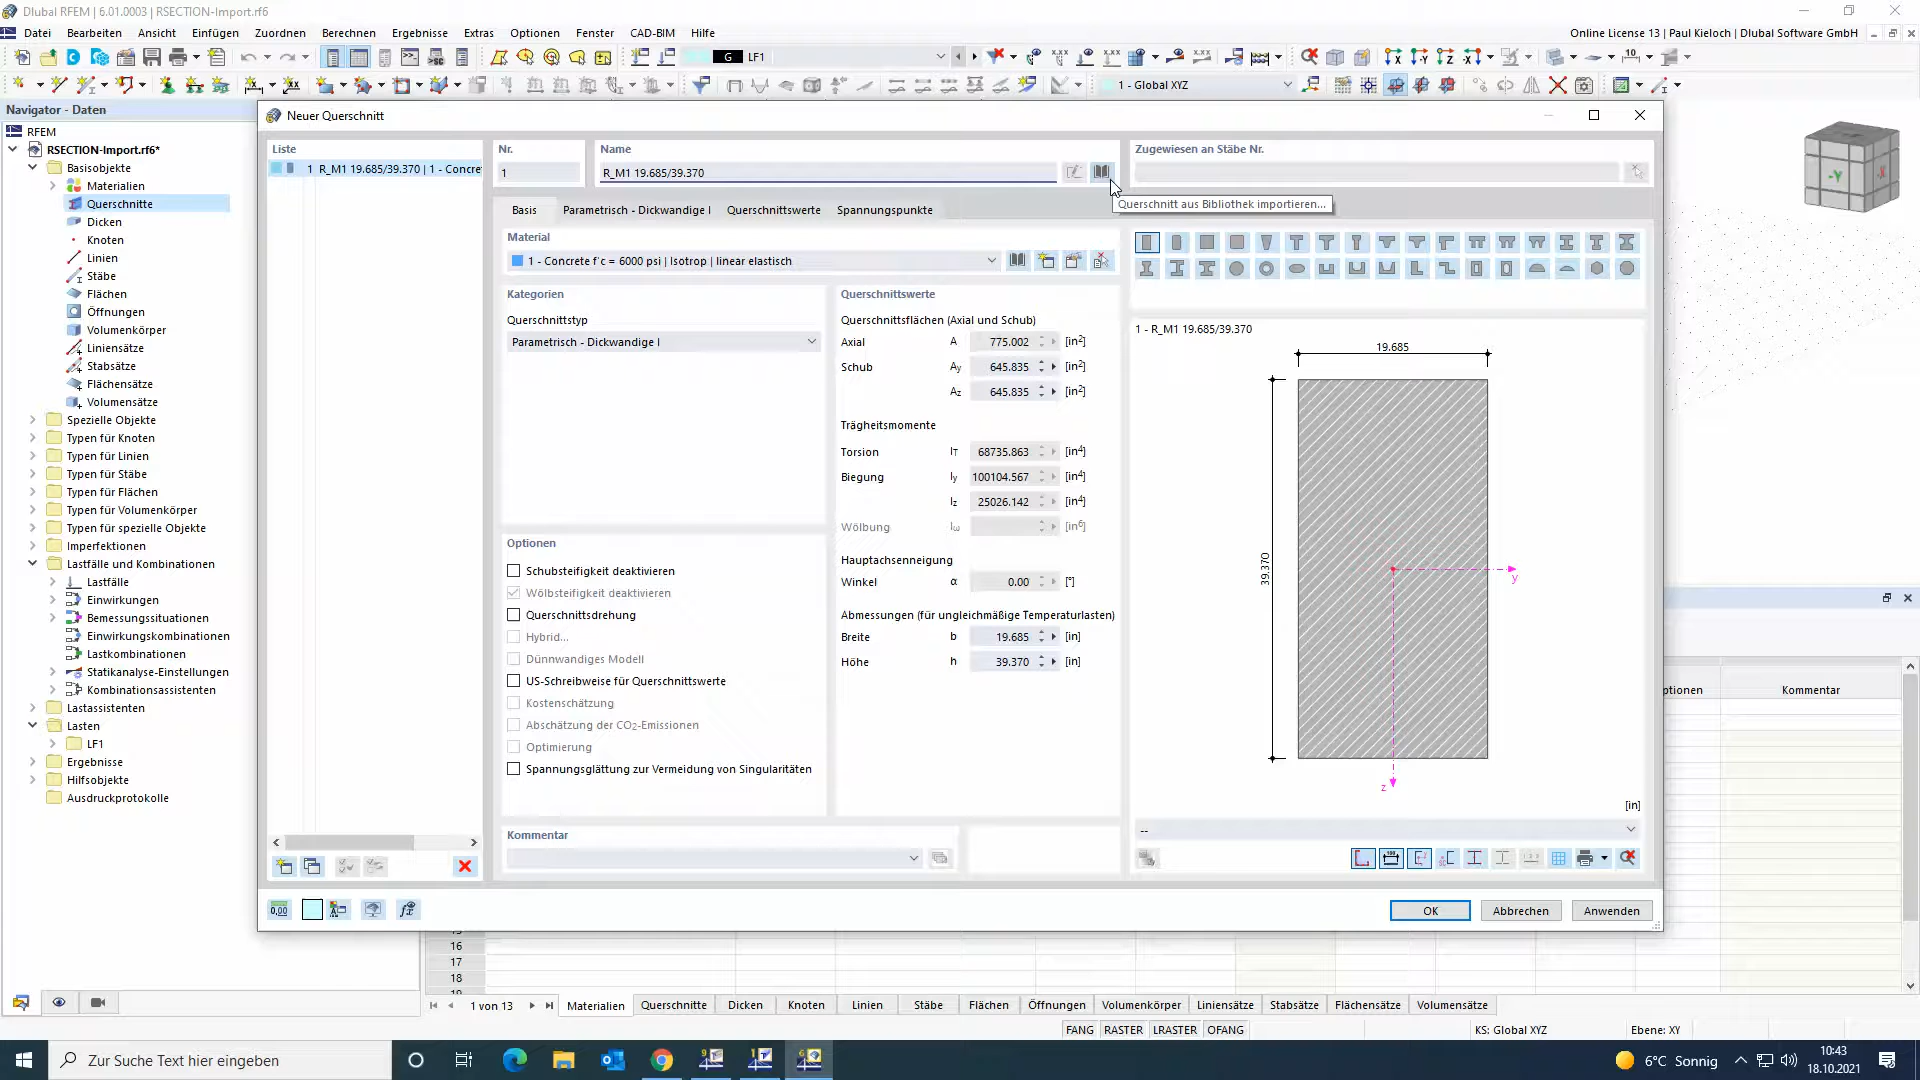 Dlubal RFEM | 6.01.0003 | RSECTION-Import.rf6
Datei Bearbeiten Ansicht Einfügen Zuordnen Berechnen Ergebnisse Extras Optionen Fenster CAD-BIM Hilfe
Online License 13 | Paul Kieloch | Dlubal Software GmbH
G LF1
1 - Global XYZ
Navigator - Daten
RFEM
RSECTION-Import.rf6*
Basisobjekte
Materialien
Querschnitte
Dicken
Knoten
Linien
Stäbe
Flächen
Öffnungen
Volumenkörper
Liniensätze
Stabsätze
Flächensätze
Volumensätze
Spezielle Objekte
Typen für Knoten
Typen für Linien
Typen für Stäbe
Typen für Flächen
Typen für Volumenkörper
Typen für spezielle Objekte
Imperfektionen
Lastfälle und Kombinationen
Lastfälle
Einwirkungen
Bemessungssituationen
Einwirkungskombinationen
Lastkombinationen
Statikanalyse-Einstellungen
Kombinationsassistenten
Lastassistenten
Lasten
LF1
Ergebnisse
Hilfsobjekte
Ausdruckprotokolle
Neuer Querschnitt
Liste
1 R_M1 19.685/39.370 | 1 - Concre
Nr.
1
Name
R_M1 19.685/39.370
Zugewiesen an Stäbe Nr.
Querschnitt aus Bibliothek importieren...
Basis Parametrisch - Dickwandige I Querschnittswerte Spannungspunkte
Material
1 - Concrete f'c = 6000 psi | Isotrop | linear elastisch
Kategorien
Querschnittstyp
Parametrisch - Dickwandige I
Optionen
Schubsteifigkeit deaktivieren
Wölbsteifigkeit deaktivieren
Querschnittsdrehung
Hybrid...
Dünnwandiges Modell
US-Schreibweise für Querschnittswerte
Kostenschätzung
Abschätzung der CO2-Emissionen
Optimierung
Spannungsglättung zur Vermeidung von Singularitäten
Querschnittswerte
Querschnittsflächen (Axial und Schub)
Axial A 775.002 [in2]
Schub Ay 645.835 [in2]
Az 645.835 [in2]
Trägheitsmomente
Torsion IT 68735.863 [in4]
Biegung Iy 100104.567 [in4]
Iz 25026.142 [in4]
Wölbung Iω [in6]
Hauptachsenneigung
Winkel α 0.00 [°]
Abmessungen (für ungleichmäßige Temperaturlasten)
Breite b 19.685 [in]
Höhe h 39.370 [in]
Kommentar
1 - R_M1 19.685/39.370
19.685
39.370
y
z
[in]
--
OK Abbrechen Anwenden
-Y
-X
ptionen Kommentar
16
17
18
1 von 13 Materialien Querschnitte Dicken Knoten Linien Stäbe Flächen Öffnungen Volumenkörper Liniensätze Stabsätze Flächensätze Volumensätze
FANG RASTER LRASTER OFANG KS: Global XYZ Ebene: XY
Zur Suche Text hier eingeben
6°C Sonnig
10:43
18.10.2021